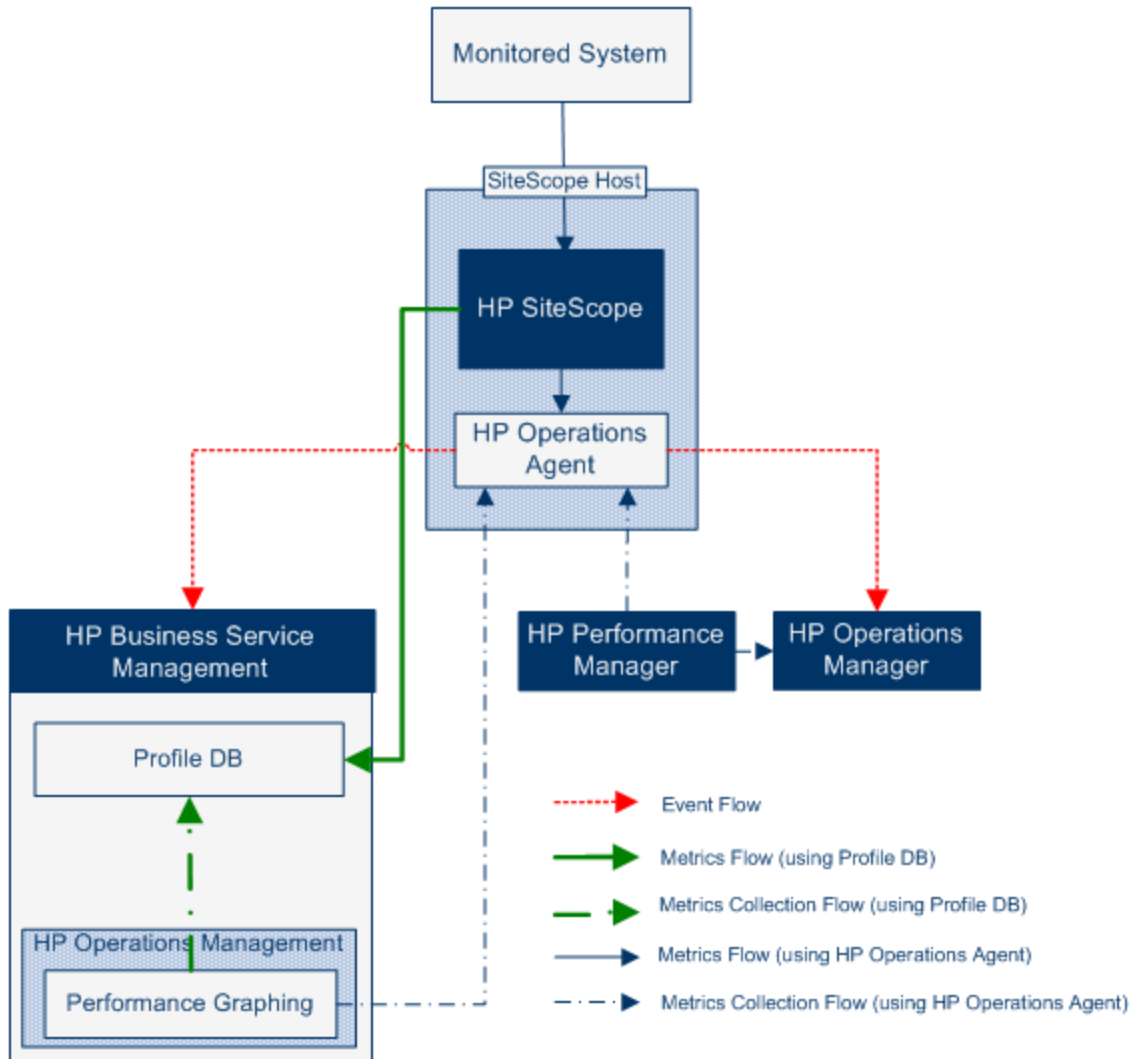 Monitored System
SiteScope Host
HP SiteScope
HP Operations
Agent
HP Business Service
Management
HP Performance
Manager
HP Operations
Manager
Profile DB
HP Operations Management
Performance Graphing
Event Flow
Metrics Flow (using Profile DB)
Metrics Collection Flow (using Profile DB)
Metrics Flow (using HP Operations Agent)
Metrics Collection Flow (using HP Operations Agent)